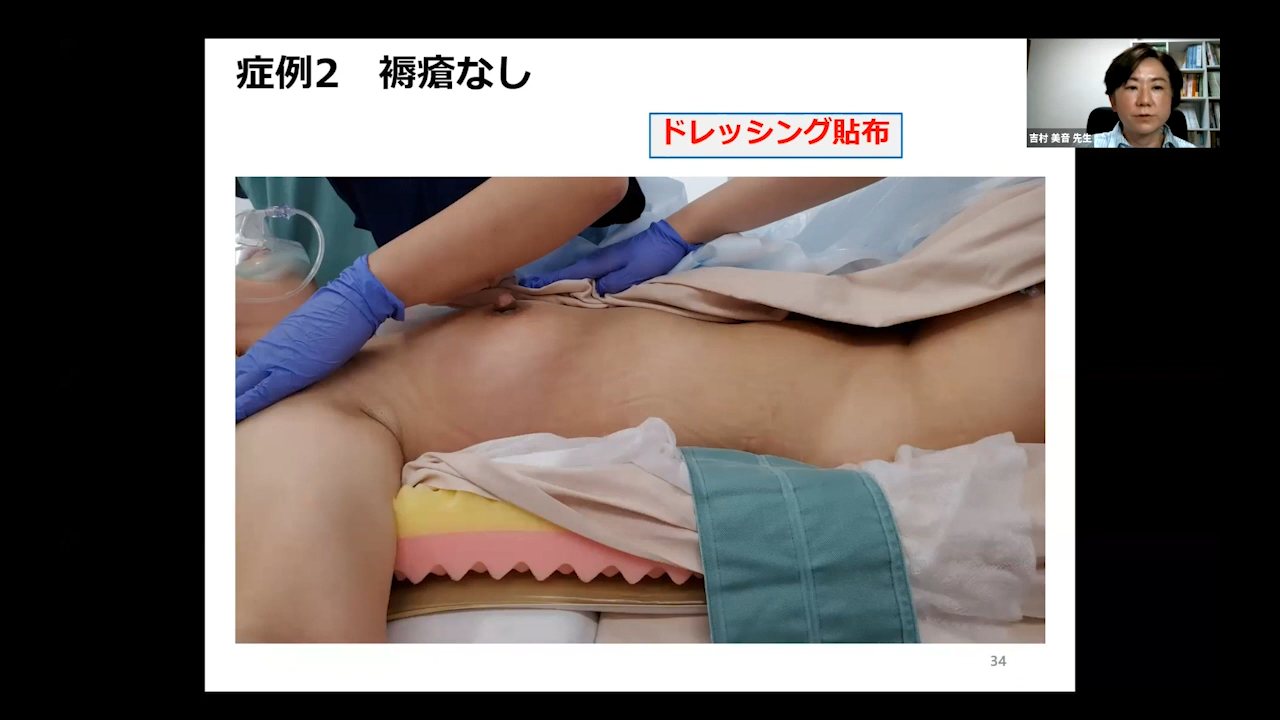 症例2　褥瘡なし
ドレッシング貼布
吉村 美音 先生
34